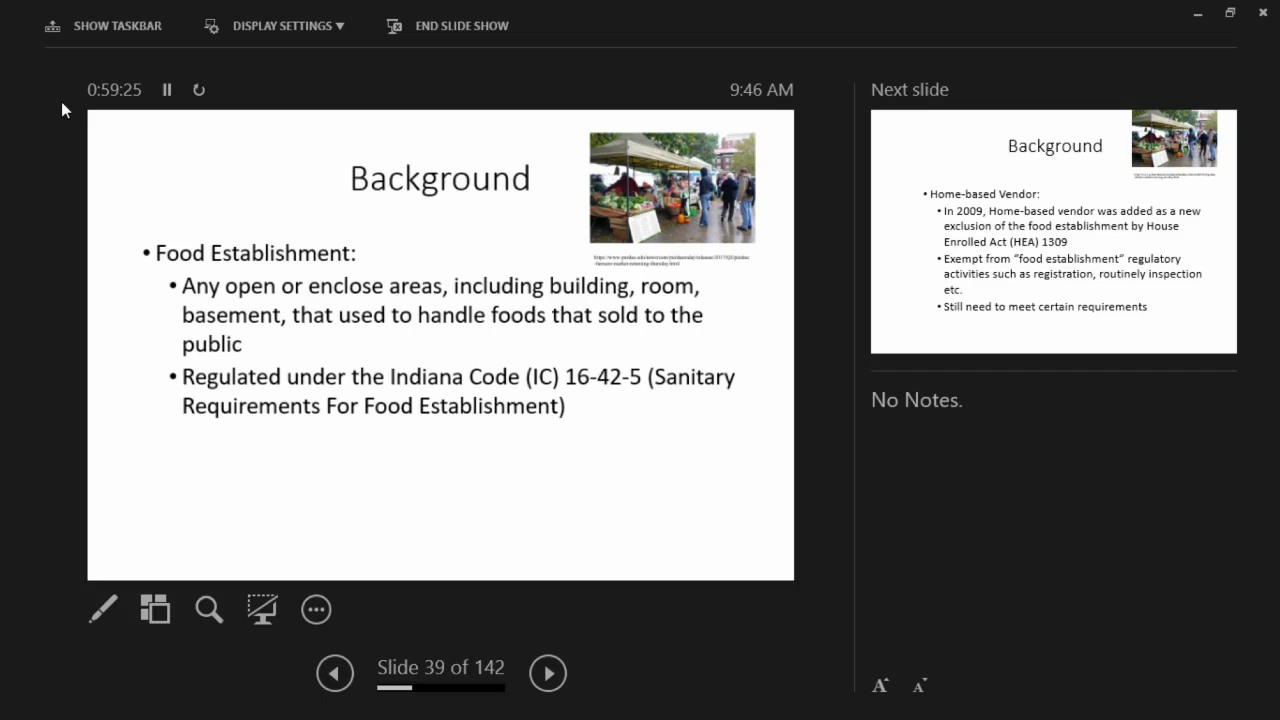 SHOW TASKBAR
DISPLAY SETTINGS ▼
END SLIDE SHOW
0:59:25
9:46 AM
Background
• Food Establishment:
• Any open or enclose areas, including building, room,
basement, that used to handle foods that sold to the
public
• Regulated under the Indiana Code (IC) 16-42-5 (Sanitary
Requirements For Food Establishment)
Slide 39 of 142
Next slide
Background
• Home-based Vendor:
• In 2009, Home-based vendor was added as a new
exclusion of the food establishment by House
Enrolled Act (HEA) 1309
• Exempt from “food establishment” regulatory
activities such as registration, routinely inspection
etc.
• Still need to meet certain requirements
No Notes.
A A